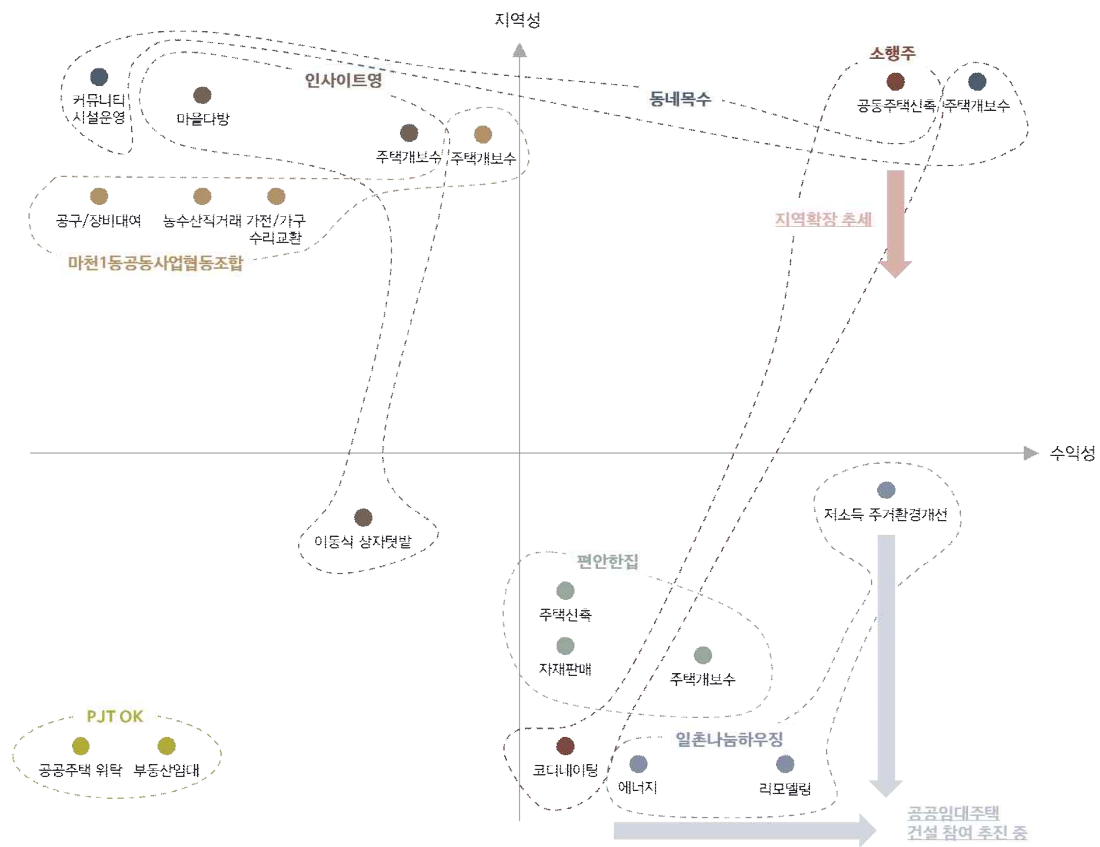 지역성
소행주
인사이트영
동네목수
커뮤니티
시설운영
마을다방
공동주택신축
주택개보수
주택개보수
주택개보수
공구/장비대여
농수산직거래
가전/가구
수리교환
지역확장 추세
마천1동공동사업협동조합
수익성
저소득 주거환경개선
이동식 상자텃밭
편안한집
주택신축
자재판매
주택개보수
PJT OK
공공주택 위탁
부동산임대
일촌나눔하우징
코디네이팅
에너지
리모델링
공공임대주택
건설 참여 추진 중